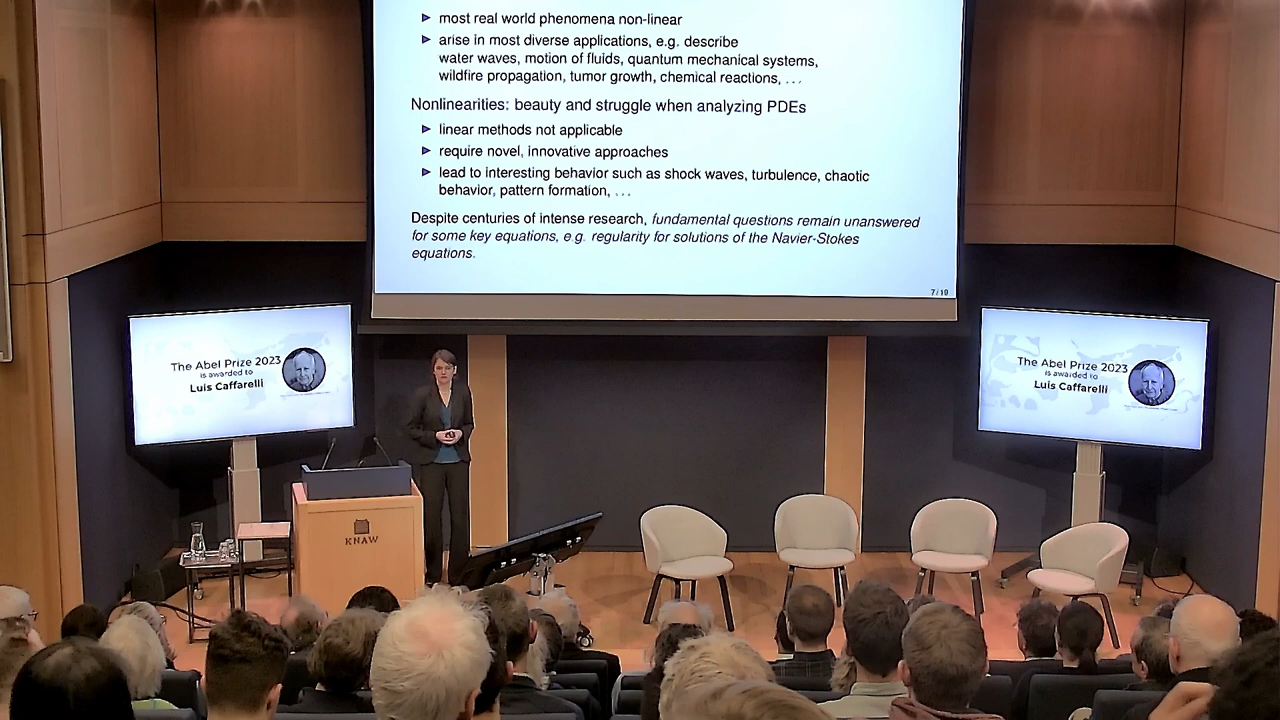 most real world phenomena non-linear
arise in most diverse applications, e.g. describe
water waves, motion of fluids, quantum mechanical systems,
wildfire propagation, tumor growth, chemical reactions, ...
Nonlinearities: beauty and struggle when analyzing PDEs
linear methods not applicable
require novel, innovative approaches
lead to interesting behavior such as shock waves, turbulence, chaotic
behavior, pattern formation, ...
Despite centuries of intense research, fundamental questions remain unanswered
for some key equations, e.g. regularity for solutions of the Navier-Stokes
equations.
7/19
The Abel Prize 2023
is awarded to
Luis Caffarelli
The Abel Prize 2023
is awarded to
Luis Caffarelli
KNAW